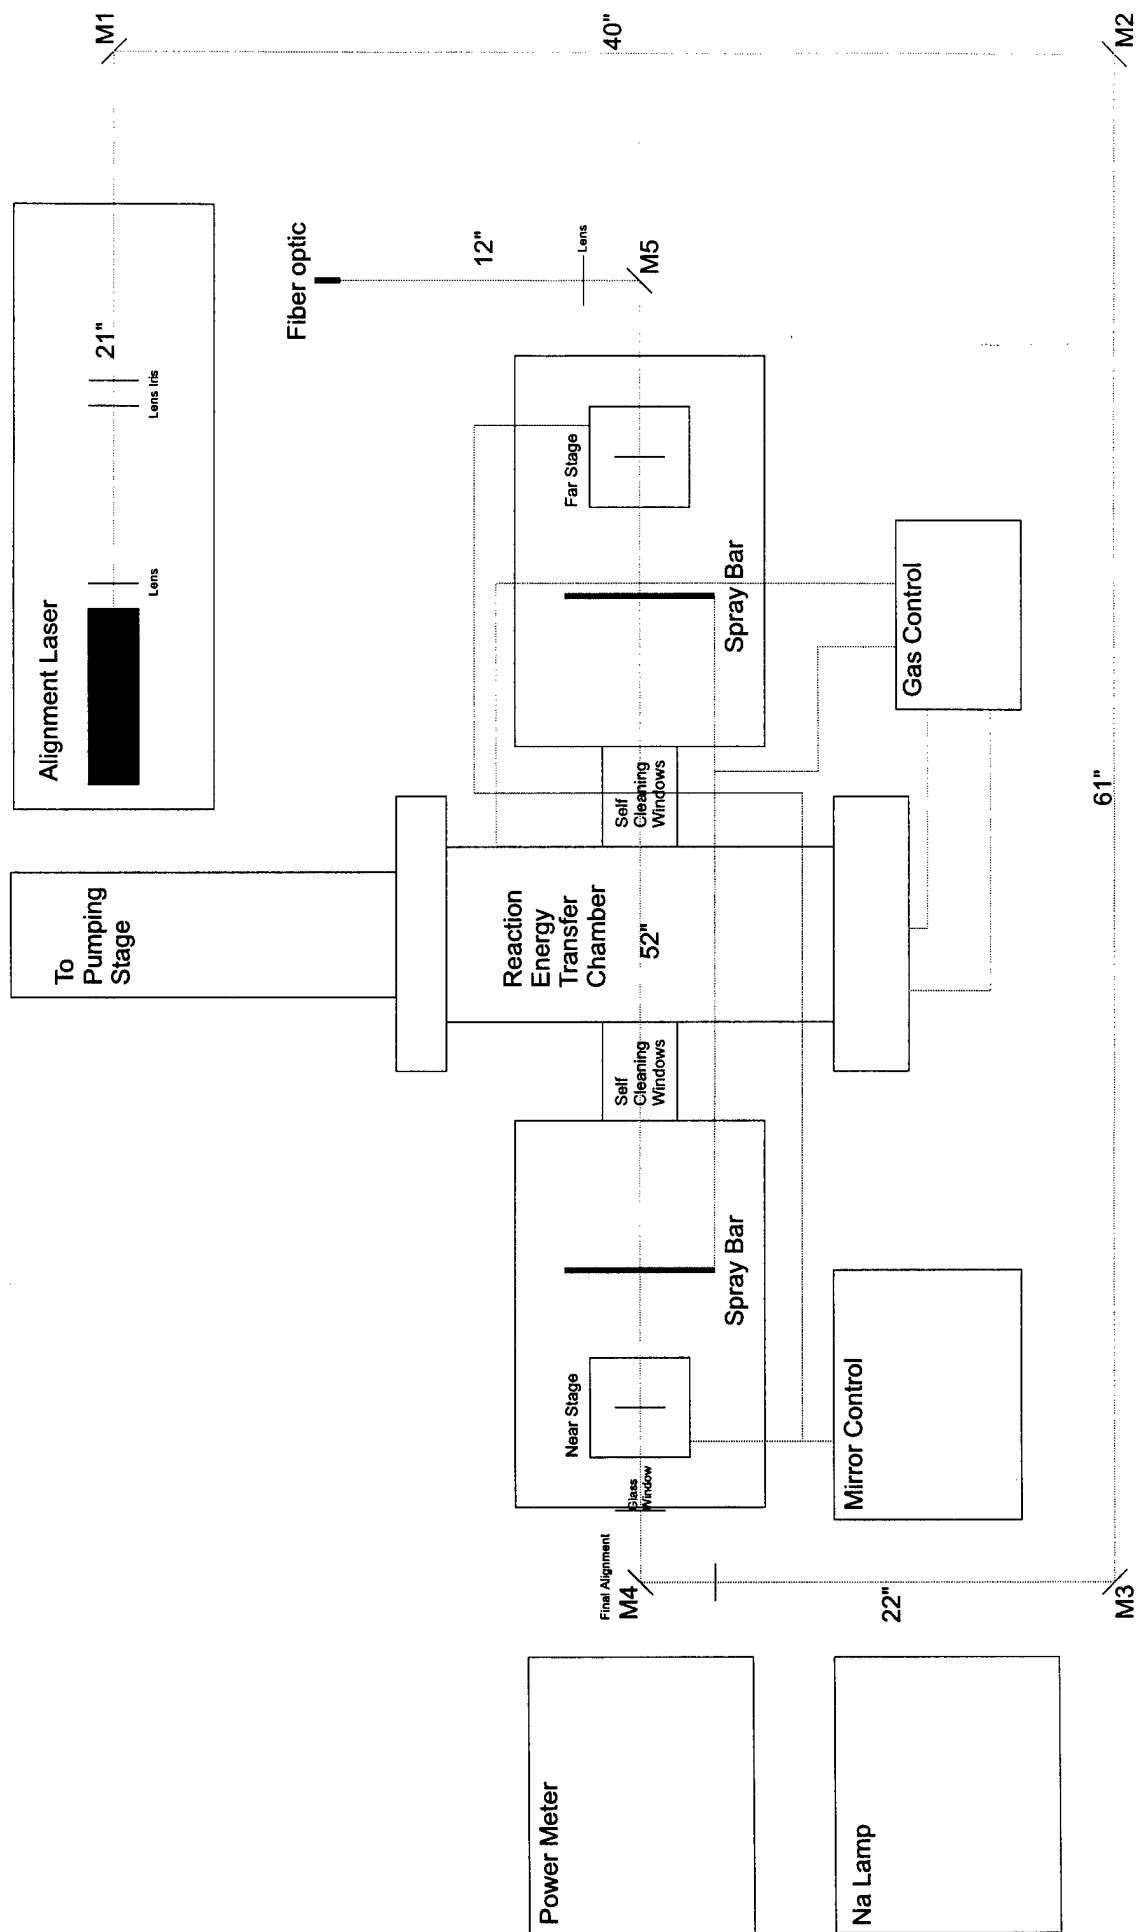 To
Pumping
Stage
Alignment Laser
Lens
Lens Iris
21"
M1
Fiber optic
12"
Lens
M5
40"
Power Meter
Final Alignment
M4
Glass
Window
Near Stage
Spray Bar
Self
Cleaning
Windows
Reaction
Energy
Transfer
Chamber
52"
Self
Cleaning
Windows
Spray Bar
Far Stage
Na Lamp
22"
Mirror Control
Gas Control
M3
61"
M2